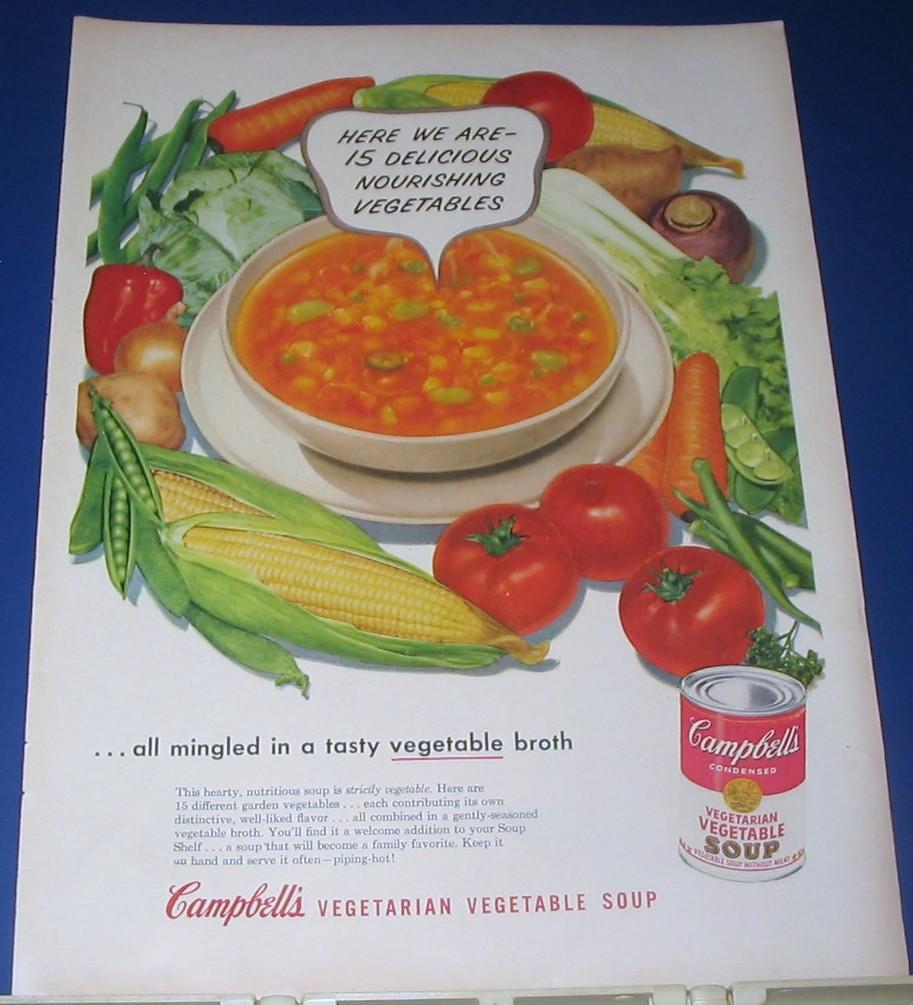 HERE WE ARE–
15 DELICIOUS
NOURISHING
VEGETABLES
...all mingled in a tasty vegetable broth
This hearty, nutritious soup is strictly vegetable. Here are
15 different garden vegetables . . . each contributing its own
distinctive, well-liked flavor . . . all combined in a gently-seasoned
vegetable broth. You'll find it a welcome addition to your Soup
Shelf . . . a soup that will become a family favorite. Keep it
on hand and serve it often—piping-hot!
Campbell's
CONDENSED
VEGETARIAN
VEGETABLE
SOUP
VEGETABLE SOUP WITHOUT MEAT
Campbell's VEGETARIAN VEGETABLE SOUP